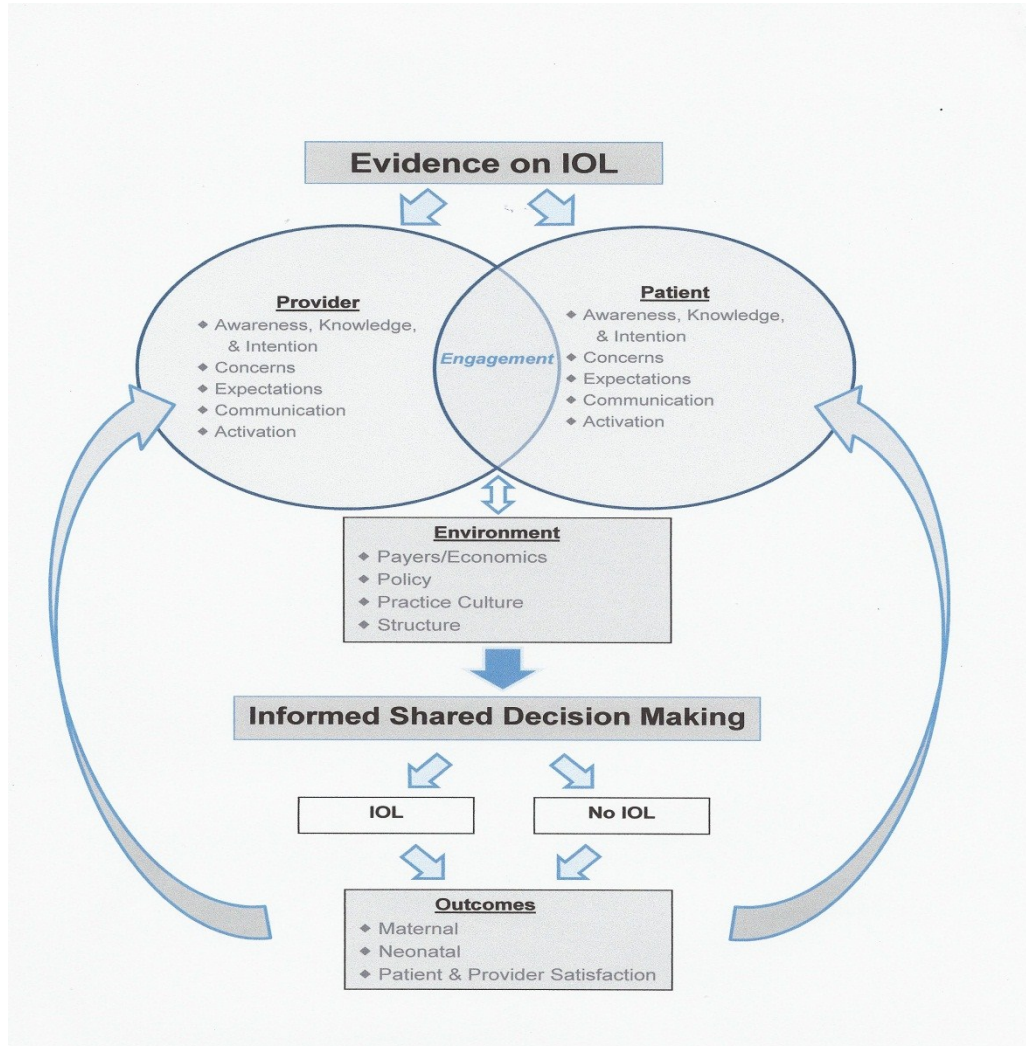 Evidence on IOL
Provider
◆ Awareness, Knowledge,
& Intention
◆ Concerns
◆ Expectations
◆ Communication
◆ Activation
Engagement
Patient
◆ Awareness, Knowledge,
& Intention
◆ Concerns
◆ Expectations
◆ Communication
◆ Activation
Environment
◆ Payers/Economics
◆ Policy
◆ Practice Culture
◆ Structure
Informed Shared Decision Making
IOL
No IOL
Outcomes
◆ Maternal
◆ Neonatal
◆ Patient & Provider Satisfaction